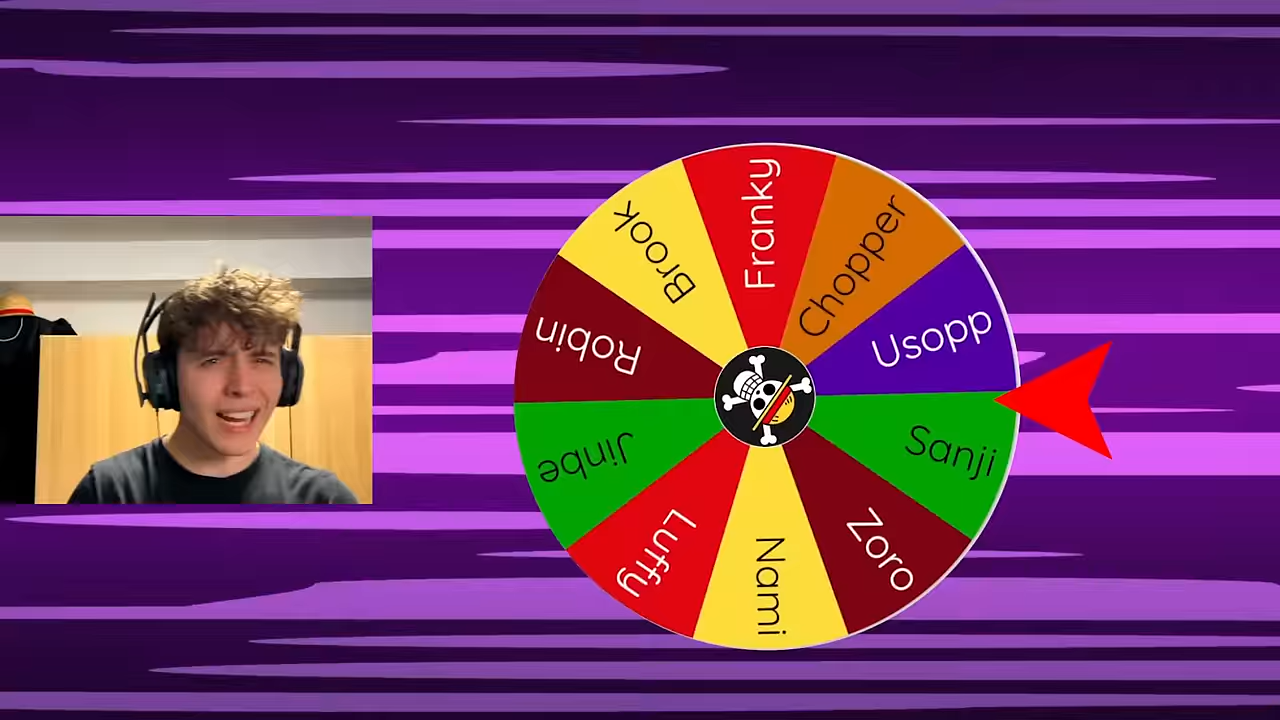 Franky
Chopper
Usopp
Sanji
Zoro
Nami
Luffy
Jinbe
Robin
Brook